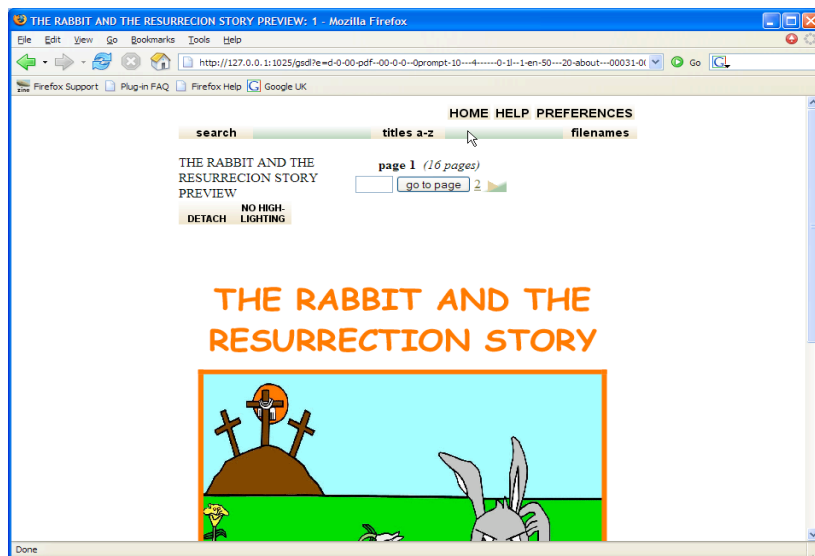 THE RABBIT AND THE RESURRECION STORY PREVIEW: 1 - Mozilla Firefox
File Edit View Go Bookmarks Tools Help
http://127.0.0.1:1025/gsdl?e=d-0-00-pdf--00-0-0--0prompt-10---4------0-1l--1-en-50---20-about---00031-0( Go G
Firefox Support Plug-in FAQ Firefox Help Google UK
HOME HELP PREFERENCES
search titles a-z filenames
THE RABBIT AND THE
RESURRECION STORY
PREVIEW
page 1 (16 pages)
go to page 2
DETACH NO HIGH-
LIGHTING
THE RABBIT AND THE
RESURRECTION STORY
Done